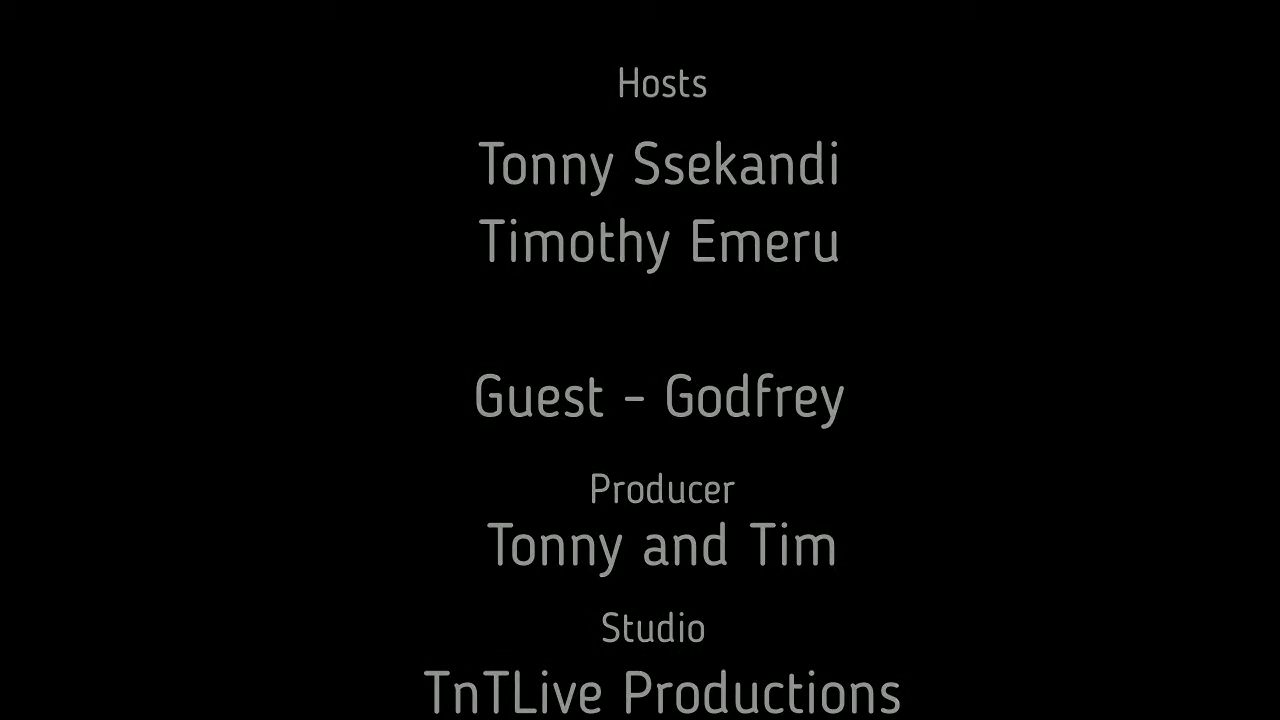 Hosts
Tonny Ssekandi
Timothy Emeru
Guest - Godfrey
Producer
Tonny and Tim
Studio
TnTLive Productions